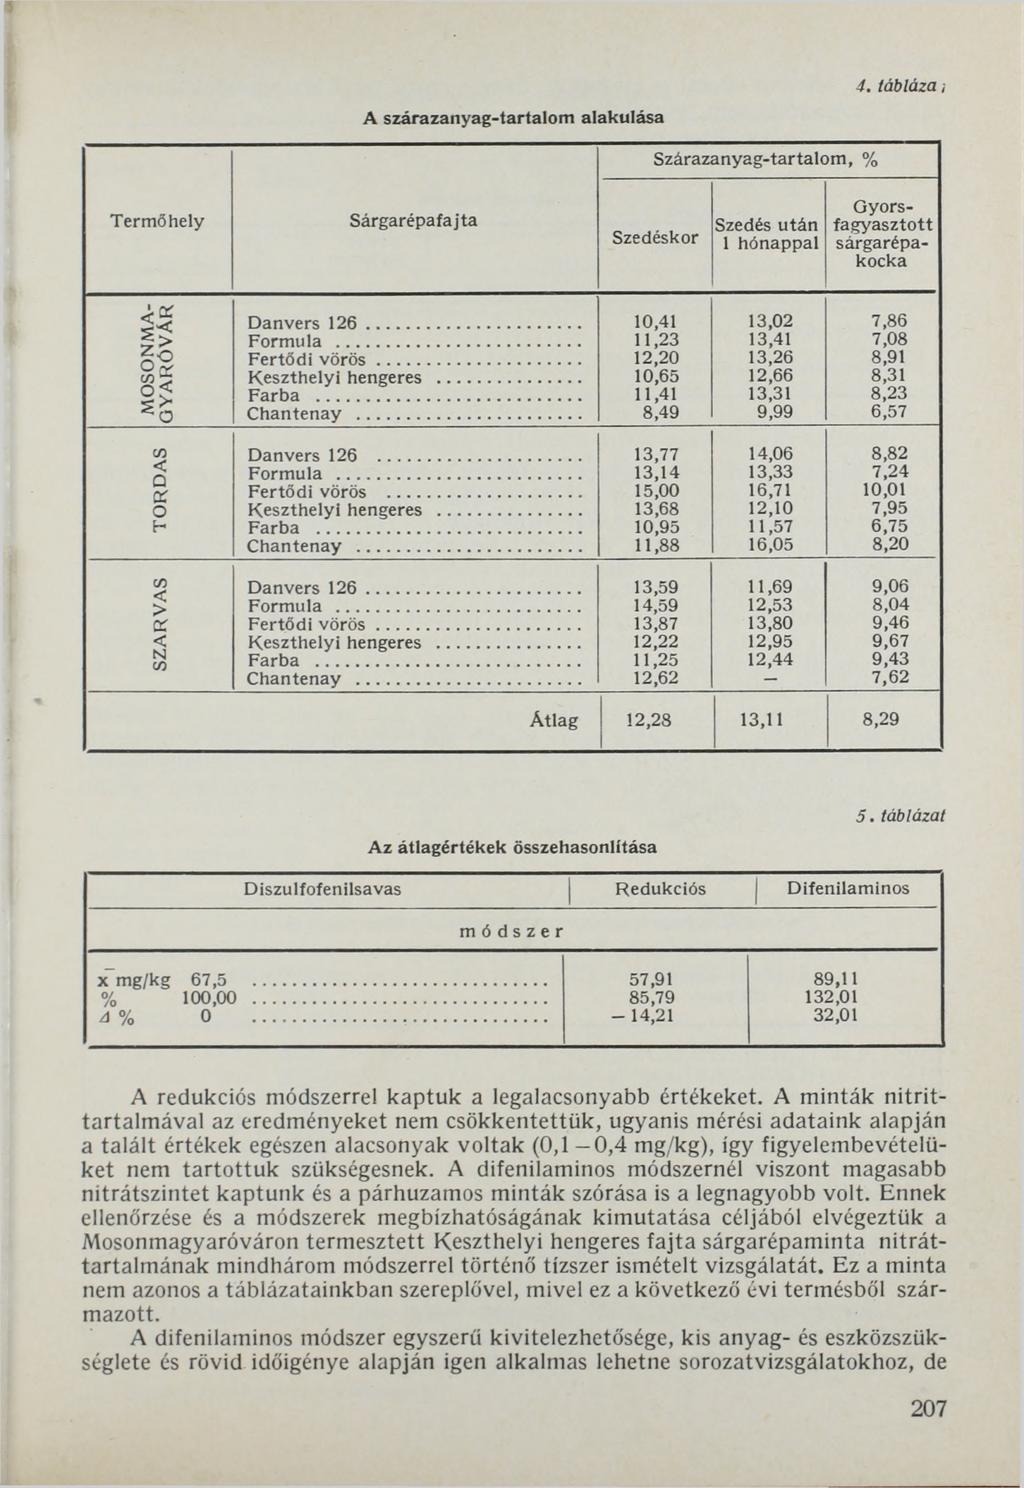 4. tábláza
A szárazanyag-tartalom alakulása
Termőhely
Sárgarépafajta
Szárazanyag-tartalom, %
Szedéskor
Szedés után
1 hónappal
Gyors-
fagyasztott
sárgarépa-
kocka
MOSONMA-
GYARÓVÁR
Danvers 126 ........................ 10,41 13,02 7,86
Formula ........................... 11,23 13,41 7,08
Fertődi vörös ...................... 12,20 13,26 8,91
Keszthelyi hengeres ............... 10,65 12,66 8,31
Farba ............................. 11,41 13,31 8,23
Chantenay ......................... 8,49 9,99 6,57
TORDAS
Danvers 126 ....................... 13,77 14,06 8,82
Formula ........................... 13,14 13,33 7,24
Fertődi vörös ..................... 15,00 16,71 10,01
Keszthelyi hengeres ............... 13,68 12,10 7,95
Farba ............................. 10,95 11,57 6,75
Chantenay ......................... 11,88 16,05 8,20
SZARVAS
Danvers 126 ........................ 13,59 11,69 9,06
Formula ........................... 14,59 12,53 8,04
Fertődi vörös ...................... 13,87 13,80 9,46
Keszthelyi hengeres ............... 12,22 12,95 9,67
Farba ............................. 11,25 12,44 9,43
Chantenay ......................... 12,62 — 7,62
Átlag 12,28 13,11 8,29
5. táblázat
Az átlagértékek összehasonlítása
Diszulfofenilsavas Redukciós Difenilaminos
módszer
x̄ mg/kg 67,5 ................................ 57,91 89,11
% 100,00 ................................ 85,79 132,01
Δ % 0 ................................ −14,21 32,01
A redukciós módszerrel kaptuk a legalacsonyabb értékeket. A minták nitrit-
tartalmával az eredményeket nem csökkentettük, ugyanis mérési adataink alapján
a talált értékek egészen alacsonyak voltak (0,1 – 0,4 mg/kg), így figyelembevételü-
ket nem tartottuk szükségesnek. A difenilaminos módszernél viszont magasabb
nitrátszintet kaptunk és a párhuzamos minták szórása is a legnagyobb volt. Ennek
ellenőrzése és a módszerek megbízhatóságának kimutatása céljából elvégeztük a
Mosonmagyaróváron termesztett Keszthelyi hengeres fajta sárgarépaminta nitrát-
tartalmának mindhárom módszerrel történő tízszer ismételt vizsgálatát. Ez a minta
nem azonos a táblázatainkban szereplővel, mivel ez a következő évi termésből szár-
mazott.
A difenilaminos módszer egyszerű kivitelezhetősége, kis anyag- és eszközszük-
séglete és rövid időigénye alapján igen alkalmas lehetne sorozatvizsgálatokhoz, de
207